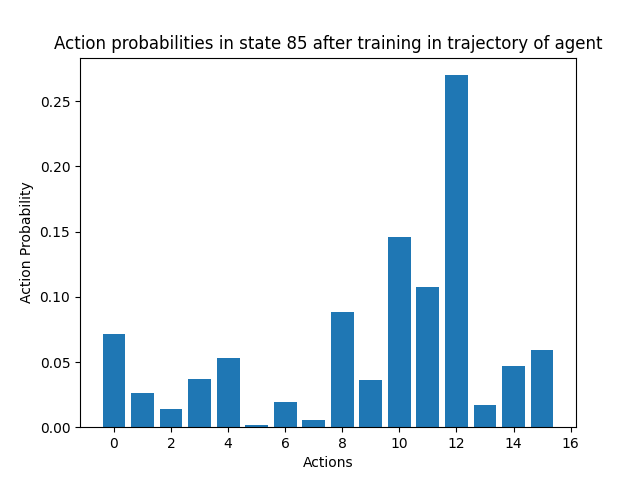 Action probabilities in state 85 after training in trajectory of agent
0.25
0.20
0.15
0.10
0.05
0.00
Action Probability
0 2 4 6 8 10 12 14 16
Actions